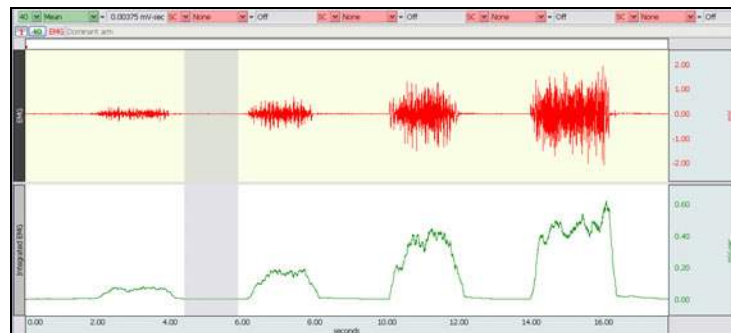 40 Mean = 0.00375 mV-sec SC None = Off SC None = Off SC None = Off SC None = Off
40 EMG Dominant arm
EMG
2.00
1.00
0.00
-1.00
-2.00
Integrated EMG
0.60
0.40
0.20
0.00
0.00 2.00 4.00 6.00 8.00 10.00 12.00 14.00 16.00
seconds